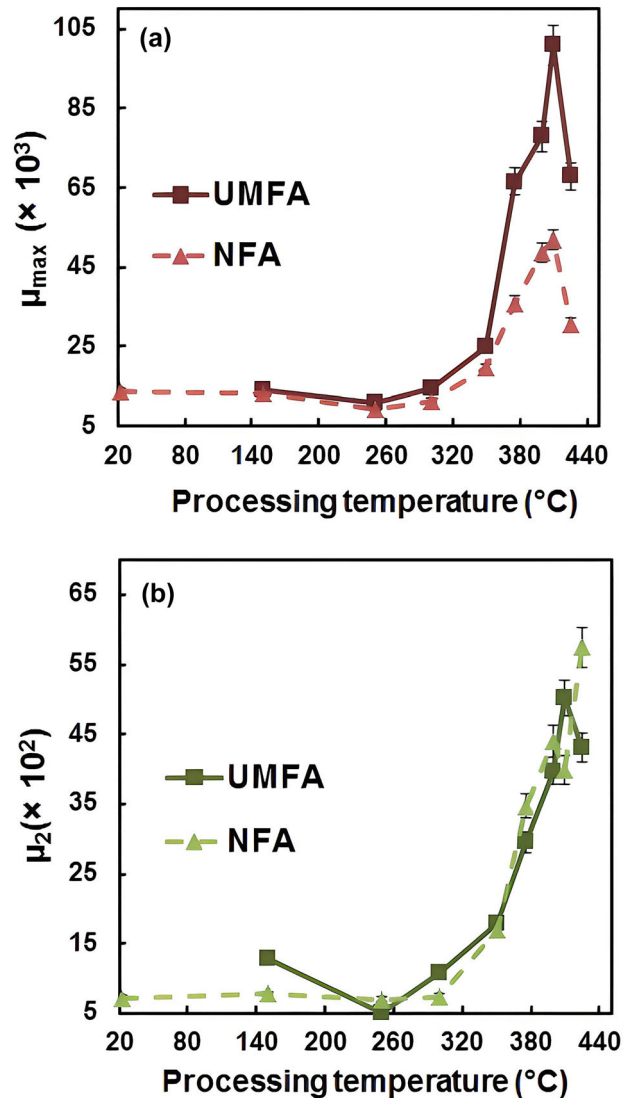 (a)
105
85
65
45
25
5
μmax (× 10³)
UMFA
NFA
20 80 140 200 260 320 380 440
Processing temperature (°C)
(b)
65
55
45
35
25
15
5
μ₂(× 10²)
UMFA
NFA
20 80 140 200 260 320 380 440
Processing temperature (°C)